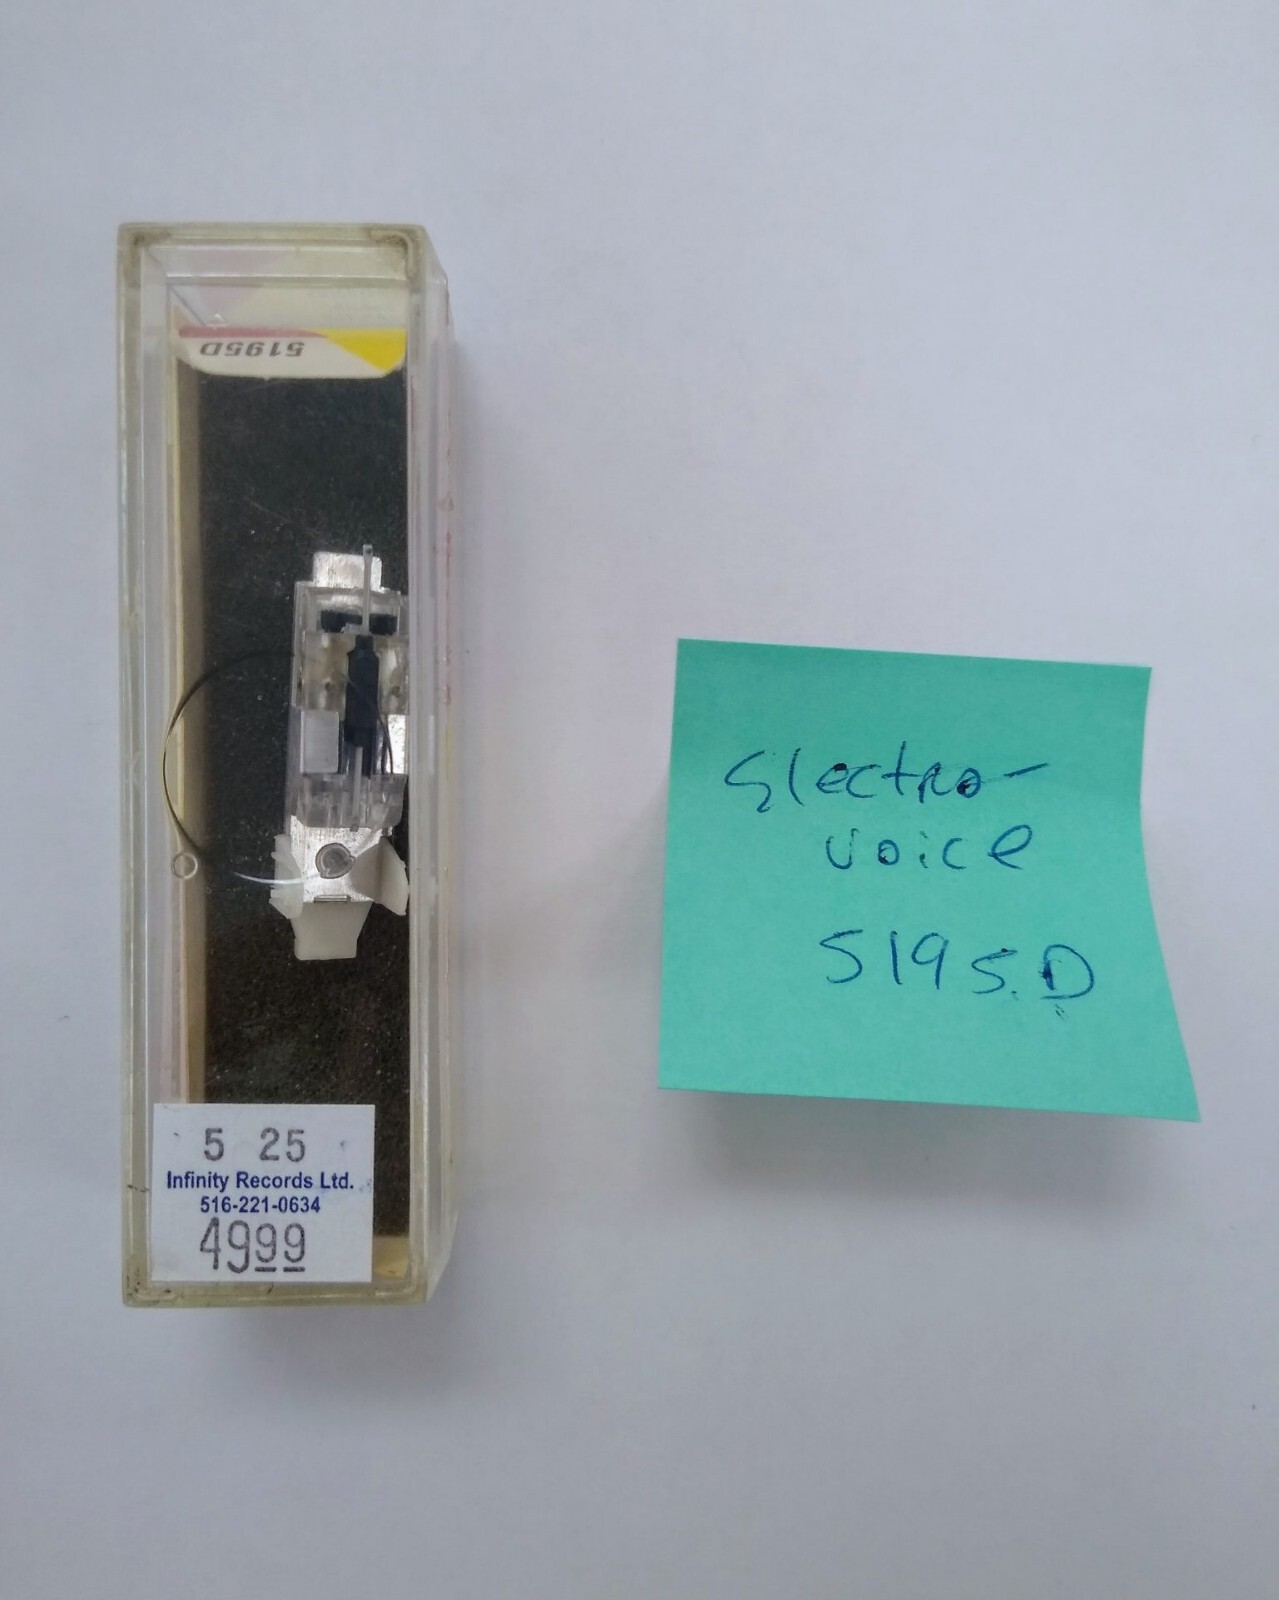 5195D
5 25
Infinity Records Ltd.
516-221-0634
4999
Electro-
voice
5195.D